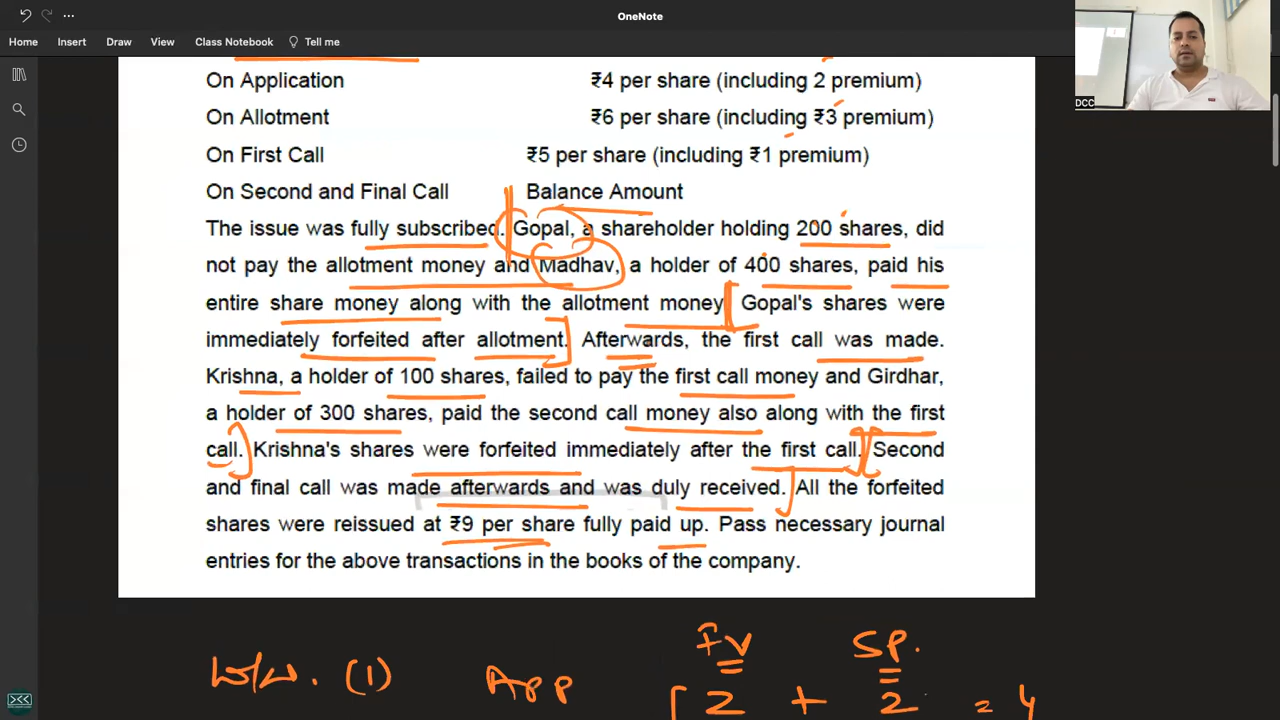 OneNote
Home Insert Draw View Class Notebook Tell me
DCC
On Application ₹4 per share (including 2 premium)
On Allotment ₹6 per share (including ₹3 premium)
On First Call ₹5 per share (including ₹1 premium)
On Second and Final Call Balance Amount
The issue was fully subscribed. Gopal, a shareholder holding 200 shares, did
not pay the allotment money and Madhav, a holder of 400 shares, paid his
entire share money along with the allotment money. Gopal's shares were
immediately forfeited after allotment. Afterwards, the first call was made.
Krishna, a holder of 100 shares, failed to pay the first call money and Girdhar,
a holder of 300 shares, paid the second call money also along with the first
call. Krishna's shares were forfeited immediately after the first call. Second
and final call was made afterwards and was duly received. All the forfeited
shares were reissued at ₹9 per share fully paid up. Pass necessary journal
entries for the above transactions in the books of the company.
FV SP.
W/W. (1) App [2 + 2 = 4